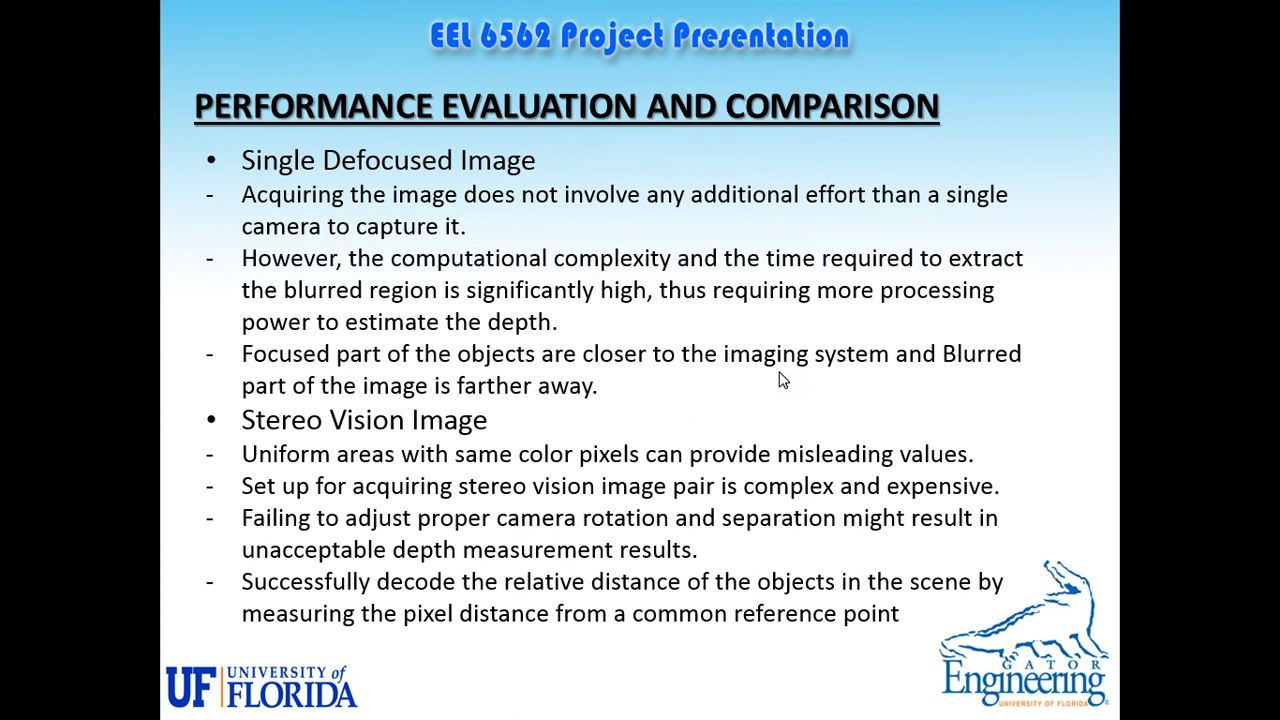 EEL 6562 Project Presentation
PERFORMANCE EVALUATION AND COMPARISON
• Single Defocused Image
- Acquiring the image does not involve any additional effort than a single
camera to capture it.
- However, the computational complexity and the time required to extract
the blurred region is significantly high, thus requiring more processing
power to estimate the depth.
- Focused part of the objects are closer to the imaging system and Blurred
part of the image is farther away.
• Stereo Vision Image
- Uniform areas with same color pixels can provide misleading values.
- Set up for acquiring stereo vision image pair is complex and expensive.
- Failing to adjust proper camera rotation and separation might result in
unacceptable depth measurement results.
- Successfully decode the relative distance of the objects in the scene by
measuring the pixel distance from a common reference point
UF UNIVERSITY of
FLORIDA
GATOR
Engineering
UNIVERSITY OF FLORIDA